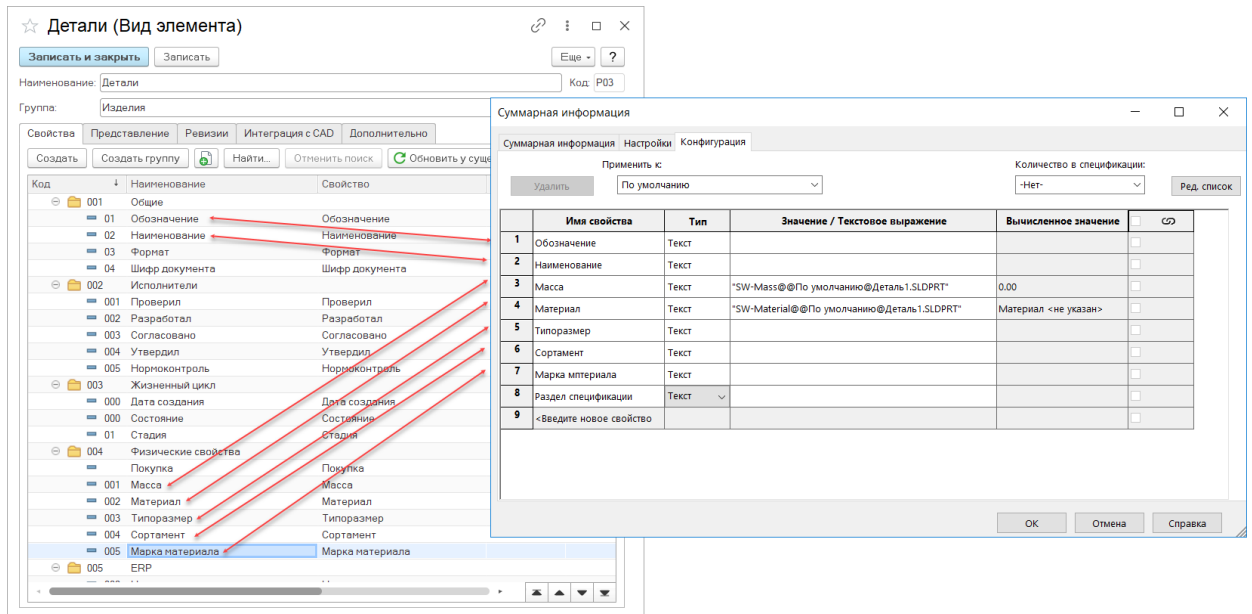 Детали (Вид элемента)
Записать и закрыть Записать Еще ?
Наименование: Детали Код: P03
Группа: Изделия
Свойства Представление Ревизии Интеграция с CAD Дополнительно
Создать Создать группу Найти... Отменить поиск Обновить у суще
Код Наименование Свойство
001 Общие
01 Обозначение Обозначение
02 Наименование Наименование
03 Формат Формат
04 Шифр документа Шифр документа
002 Исполнители
001 Проверил Проверил
002 Разработал Разработал
003 Согласовано Согласовано
004 Утвердил Утвердил
005 Нормоконтроль Нормоконтроль
003 Жизненный цикл
000 Дата создания Дата создания
000 Состояние Состояние
01 Стадия Стадия
004 Физические свойства
Покупка Покупка
001 Масса Масса
002 Материал Материал
003 Типоразмер Типоразмер
004 Сортамент Сортамент
005 Марка материала Марка материала
005 ERP
Суммарная информация
Суммарная информация Настройки Конфигурация
Применить к: Количество в спецификации:
Удалить По умолчанию -Нет- Ред. список
Имя свойства Тип Значение / Текстовое выражение Вычисленное значение
1 Обозначение Текст
2 Наименование Текст
3 Масса Текст "SW-Mass@@По умолчанию@Деталь1.SLDPRT" 0.00
4 Материал Текст "SW-Material@@По умолчанию@Деталь1.SLDPRT" Материал <не указан>
5 Типоразмер Текст
6 Сортамент Текст
7 Марка мптериала Текст
8 Раздел спецификации Текст
9 <Введите новое свойство
ОК Отмена Справка